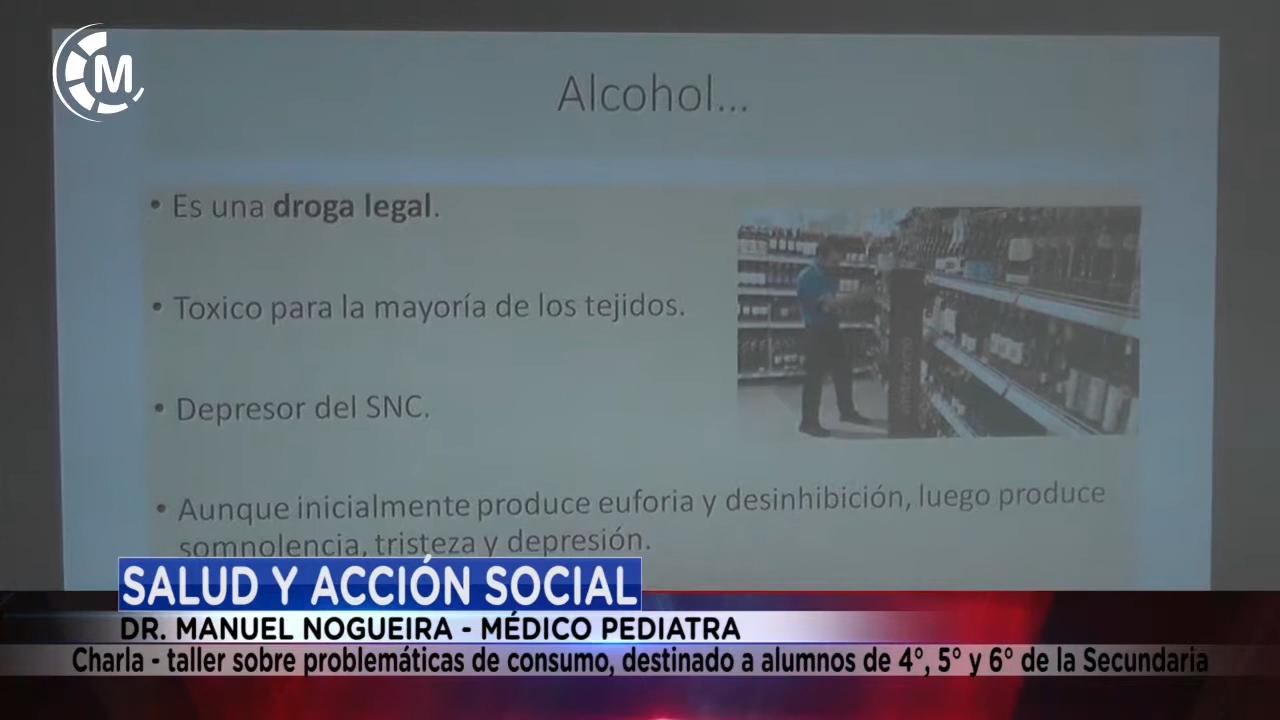 M
Alcohol...
• Es una droga legal.
• Toxico para la mayoría de los tejidos.
• Depresor del SNC.
• Aunque inicialmente produce euforia y desinhibición, luego produce
somnolencia, tristeza y depresión.
SALUD Y ACCIÓN SOCIAL
DR. MANUEL NOGUEIRA - MÉDICO PEDIATRA
Charla - taller sobre problemáticas de consumo, destinado a alumnos de 4°, 5° y 6° de la Secundaria